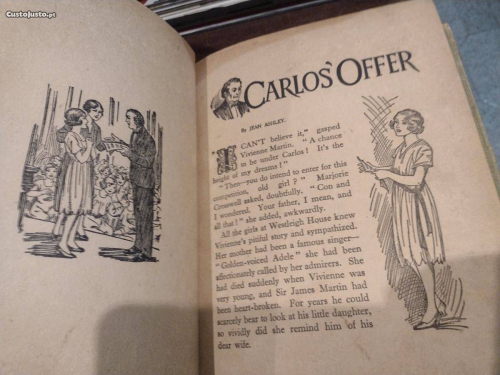 CustoJusto.pt
CARLOS' OFFER
By JEAN ASHLEY.
"I CAN'T believe it," gasped
Vivienne Martin. "A chance
to be under Carlos! It's the
height of my dreams!"
"Then—you do intend to enter for this
competition, old girl?" Marjorie
Cresswell asked, doubtfully. "Con and
I wondered. Your father, I mean, and
all that!" she added, awkwardly.
All the girls at Westleigh House knew
Vivienne's pitiful story and sympathized.
Her mother had been a famous singer—
"Golden-voiced Adele" she had been
affectionately called by her admirers. She
had died suddenly when Vivienne was
very young, and Sir James Martin had
been heart-broken. For years he could
scarcely bear to look at his little daughter,
so vividly did she remind him of his
dear wife.